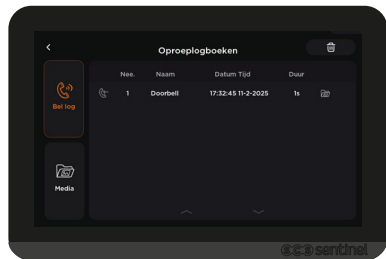 Oproeplogboeken
Nee. Naam Datum Tijd Duur
Bel log
1 Doorbell 17:32:45 11-2-2025 1s
Media
eco sentinel